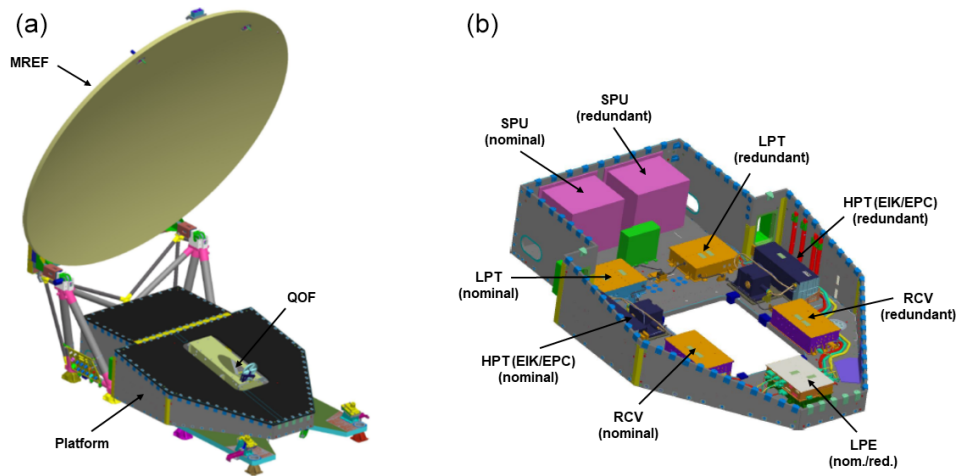 (a)
MREF
QOF
Platform
(b)
SPU
(redundant)
SPU
(nominal)
LPT
(redundant)
HPT (EIK/EPC)
(redundant)
LPT
(nominal)
RCV
(redundant)
HPT (EIK/EPC)
(nominal)
RCV
(nominal)
LPE
(nom./red.)